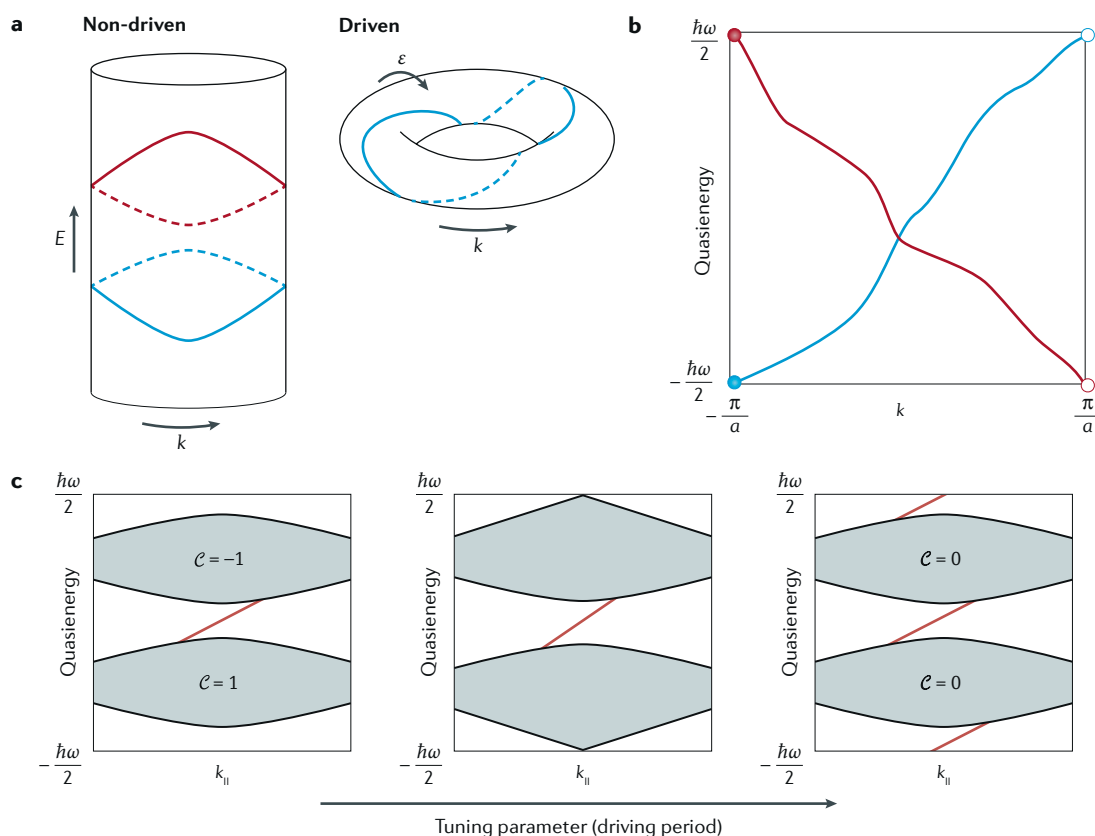 a
Non-driven
Driven
E
k
ε
k
b
ħω
2
Quasienergy
− ħω
2
− π
a
k
π
a
c
ħω
2
Quasienergy
− ħω
2
C = −1
C = 1
k||
ħω
2
Quasienergy
− ħω
2
k||
ħω
2
Quasienergy
− ħω
2
C = 0
C = 0
k||
Tuning parameter (driving period)